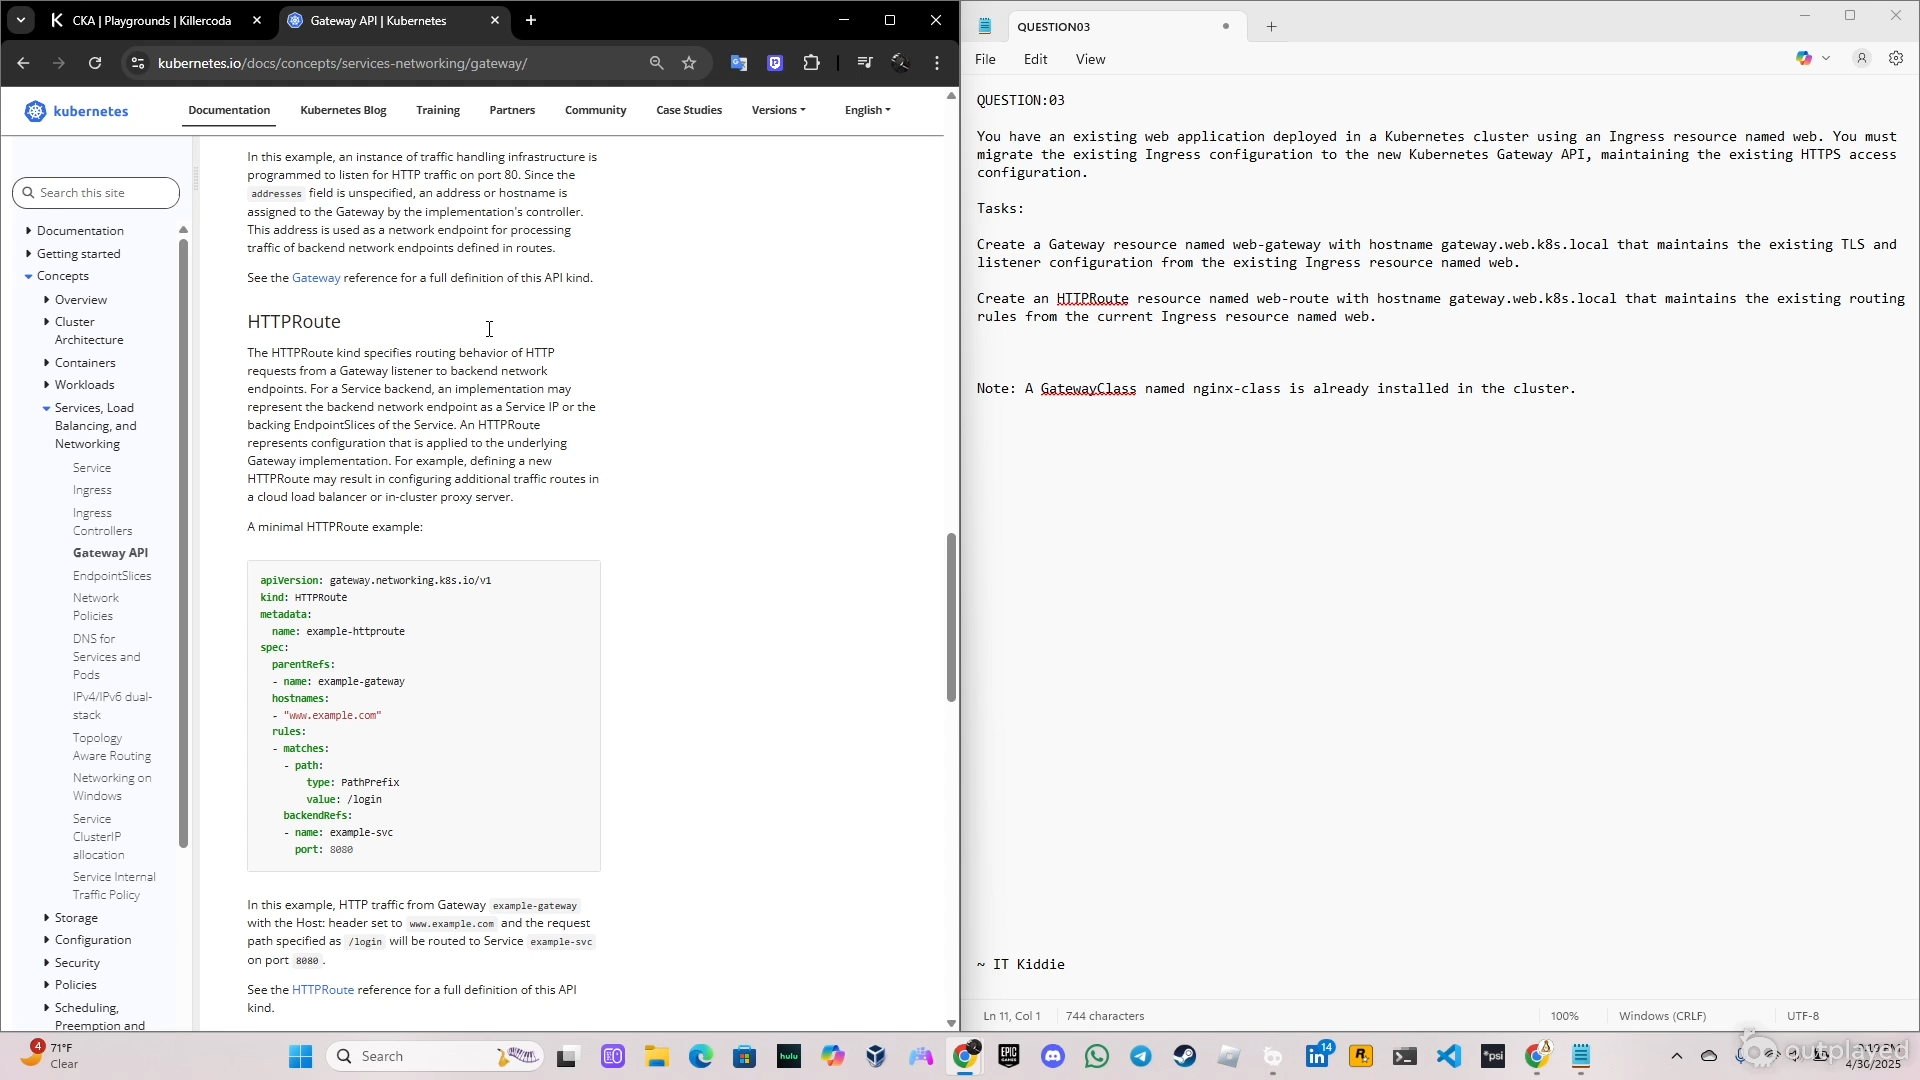 CKA | Playgrounds | Killercoda
Gateway API | Kubernetes
kubernetes.io/docs/concepts/services-networking/gateway/
kubernetes
Documentation
Kubernetes Blog
Training
Partners
Community
Case Studies
Versions
English
Search this site
Documentation
Getting started
Concepts
Overview
Cluster
Architecture
Containers
Workloads
Services, Load
Balancing, and
Networking
Service
Ingress
Ingress
Controllers
Gateway API
EndpointSlices
Network
Policies
DNS for
Services and
Pods
IPv4/IPv6 dual-
stack
Topology
Aware Routing
Networking on
Windows
Service
ClusterIP
allocation
Service Internal
Traffic Policy
Storage
Configuration
Security
Policies
Scheduling,
Preemption and
In this example, an instance of traffic handling infrastructure is
programmed to listen for HTTP traffic on port 80. Since the
addresses field is unspecified, an address or hostname is
assigned to the Gateway by the implementation's controller.
This address is used as a network endpoint for processing
traffic of backend network endpoints defined in routes.
See the Gateway reference for a full definition of this API kind.
HTTPRoute
The HTTPRoute kind specifies routing behavior of HTTP
requests from a Gateway listener to backend network
endpoints. For a Service backend, an implementation may
represent the backend network endpoint as a Service IP or the
backing EndpointSlices of the Service. An HTTPRoute
represents configuration that is applied to the underlying
Gateway implementation. For example, defining a new
HTTPRoute may result in configuring additional traffic routes in
a cloud load balancer or in-cluster proxy server.
A minimal HTTPRoute example:
apiVersion: gateway.networking.k8s.io/v1
kind: HTTPRoute
metadata:
name: example-httproute
spec:
parentRefs:
- name: example-gateway
hostnames:
- "www.example.com"
rules:
- matches:
- path:
type: PathPrefix
value: /login
backendRefs:
- name: example-svc
port: 8080
In this example, HTTP traffic from Gateway example-gateway
with the Host: header set to www.example.com and the request
path specified as /login will be routed to Service example-svc
on port 8080 .
See the HTTPRoute reference for a full definition of this API
kind.
QUESTION03
File
Edit
View
QUESTION:03
You have an existing web application deployed in a Kubernetes cluster using an Ingress resource named web. You must
migrate the existing Ingress configuration to the new Kubernetes Gateway API, maintaining the existing HTTPS access
configuration.
Tasks:
Create a Gateway resource named web-gateway with hostname gateway.web.k8s.local that maintains the existing TLS and
listener configuration from the existing Ingress resource named web.
Create an HTTPRoute resource named web-route with hostname gateway.web.k8s.local that maintains the existing routing
rules from the current Ingress resource named web.
Note: A GatewayClass named nginx-class is already installed in the cluster.
~ IT Kiddie
Ln 11, Col 1
744 characters
100%
Windows (CRLF)
UTF-8
4
71°F
Clear
Search
hulu
EPIC
GAMES
14
*psi
4/30/2025
outplayed